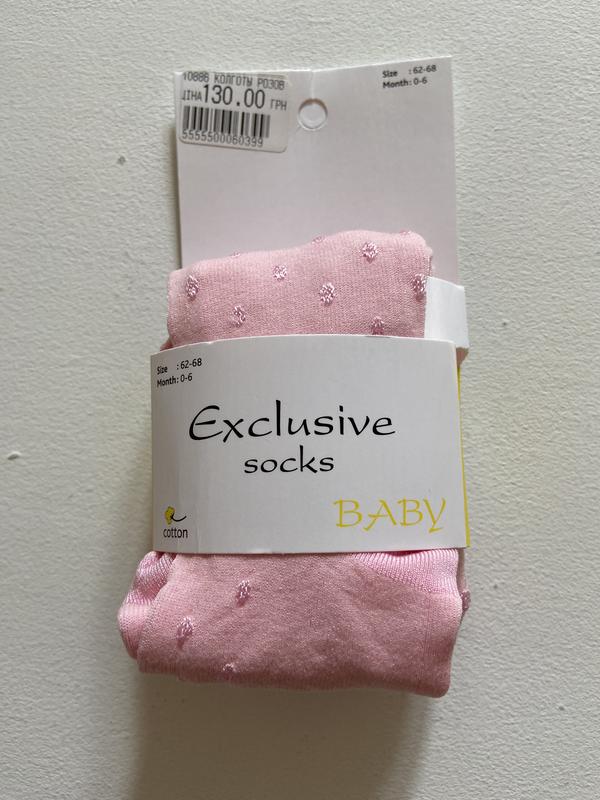 10886 КОЛГОТЫ РОЗОВ
ЦІНА 130.00 ГРН
5555500060399
Size : 62-68
Month: 0-6
Size : 62-68
Month: 0-6
Exclusive
socks
BABY
cotton